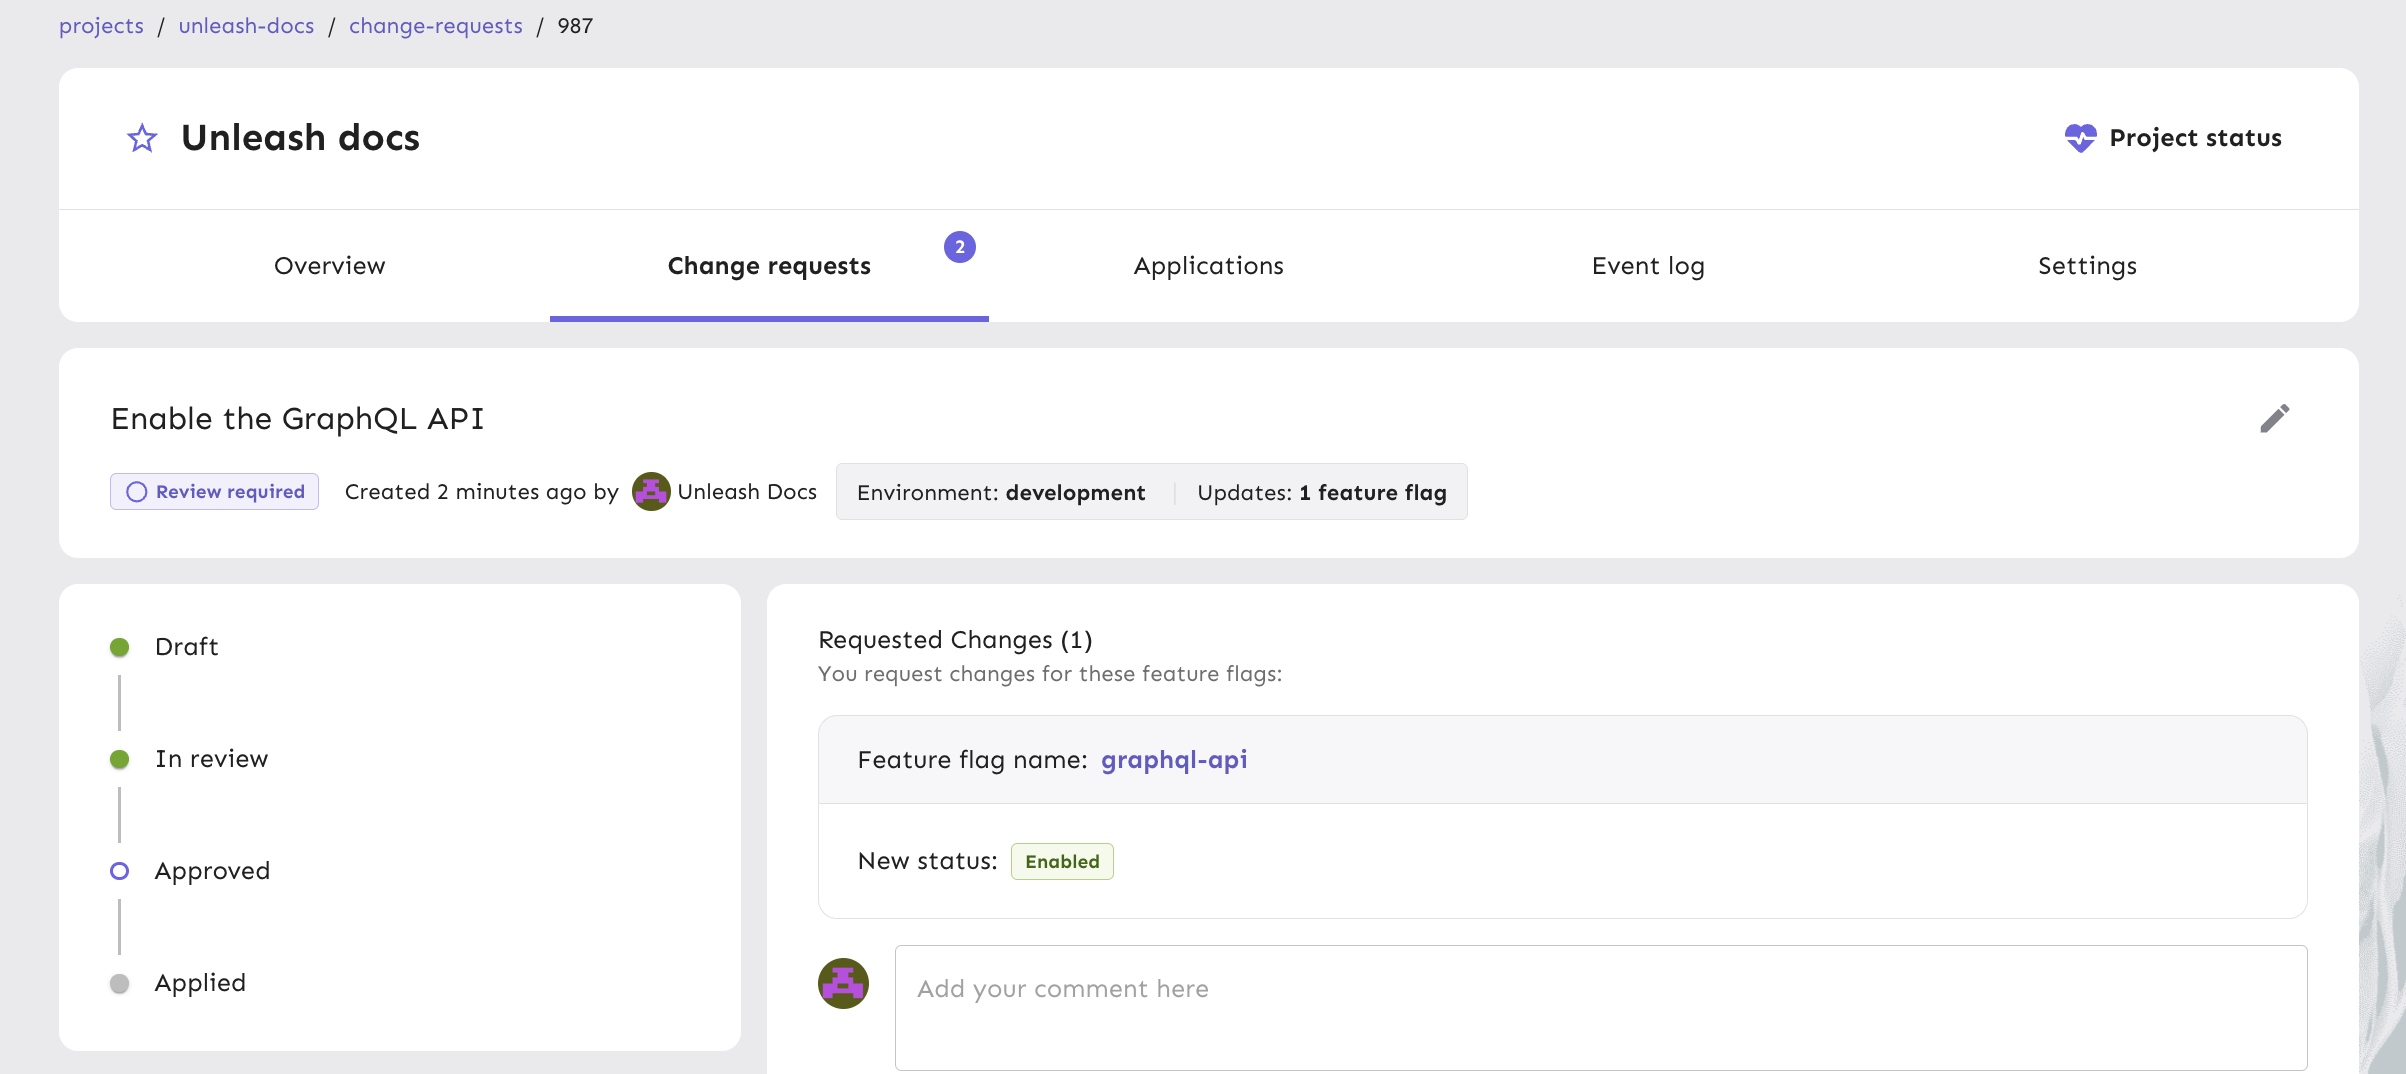 projects / unleash-docs / change-requests / 987
Unleash docs
Project status
Overview
Change requests
2
Applications
Event log
Settings
Enable the GraphQL API
Review required Created 2 minutes ago by Unleash Docs Environment: development Updates: 1 feature flag
Draft
In review
Approved
Applied
Requested Changes (1)
You request changes for these feature flags:
Feature flag name: graphql-api
New status: Enabled
Add your comment here